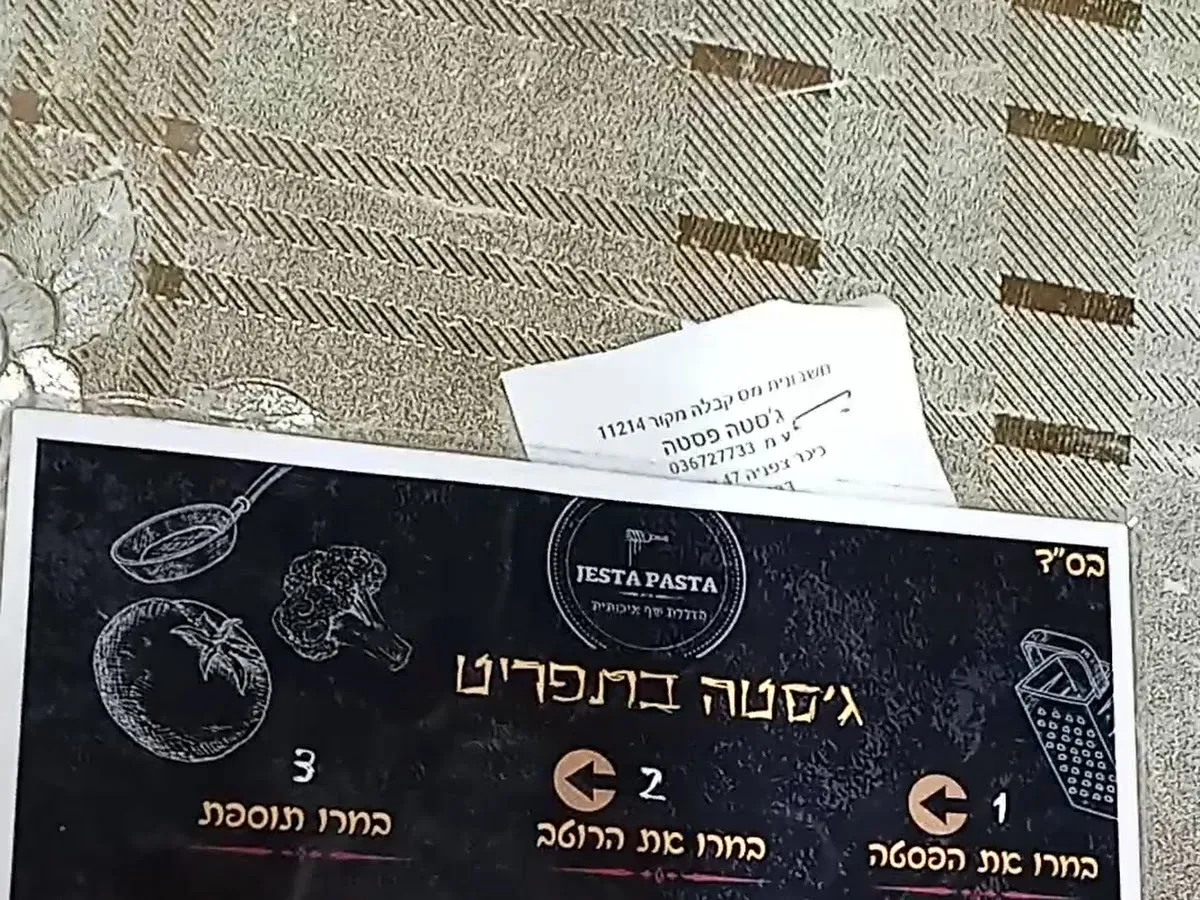 חשבונית מס קבלה מקור 11214
ג'סטה פסטה
ע מ 036727733
כיכר צפניה 47
בס"ד
JESTA PASTA
ג'סטה בתפריט
1
בחרו את הפסטה
2
בחרו את הרוטב
3
בחרו תוספת